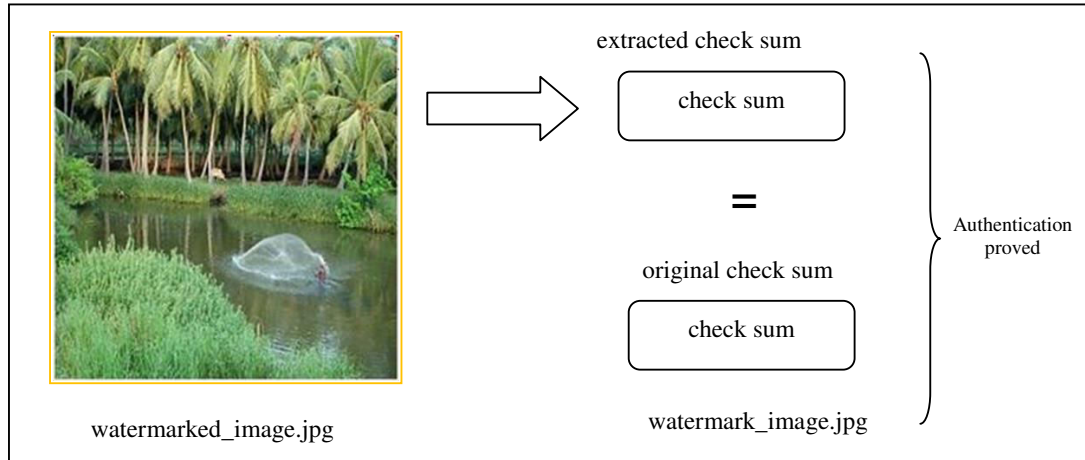 extracted check sum
check sum
=
original check sum
check sum
Authentication
proved
watermarked_image.jpg
watermark_image.jpg